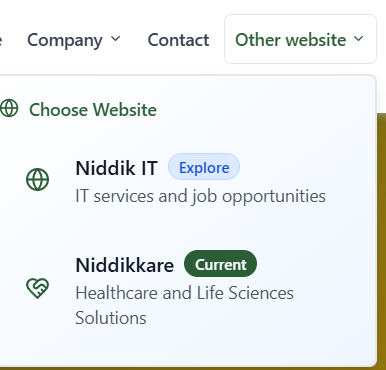 Company Contact Other website
Choose Website
Niddik IT Explore
IT services and job opportunities
Niddikkare Current
Healthcare and Life Sciences
Solutions